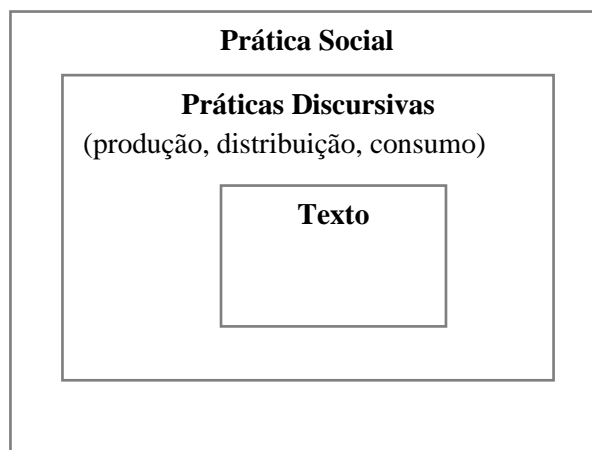 Prática Social
Práticas Discursivas
(produção, distribuição, consumo)
Texto